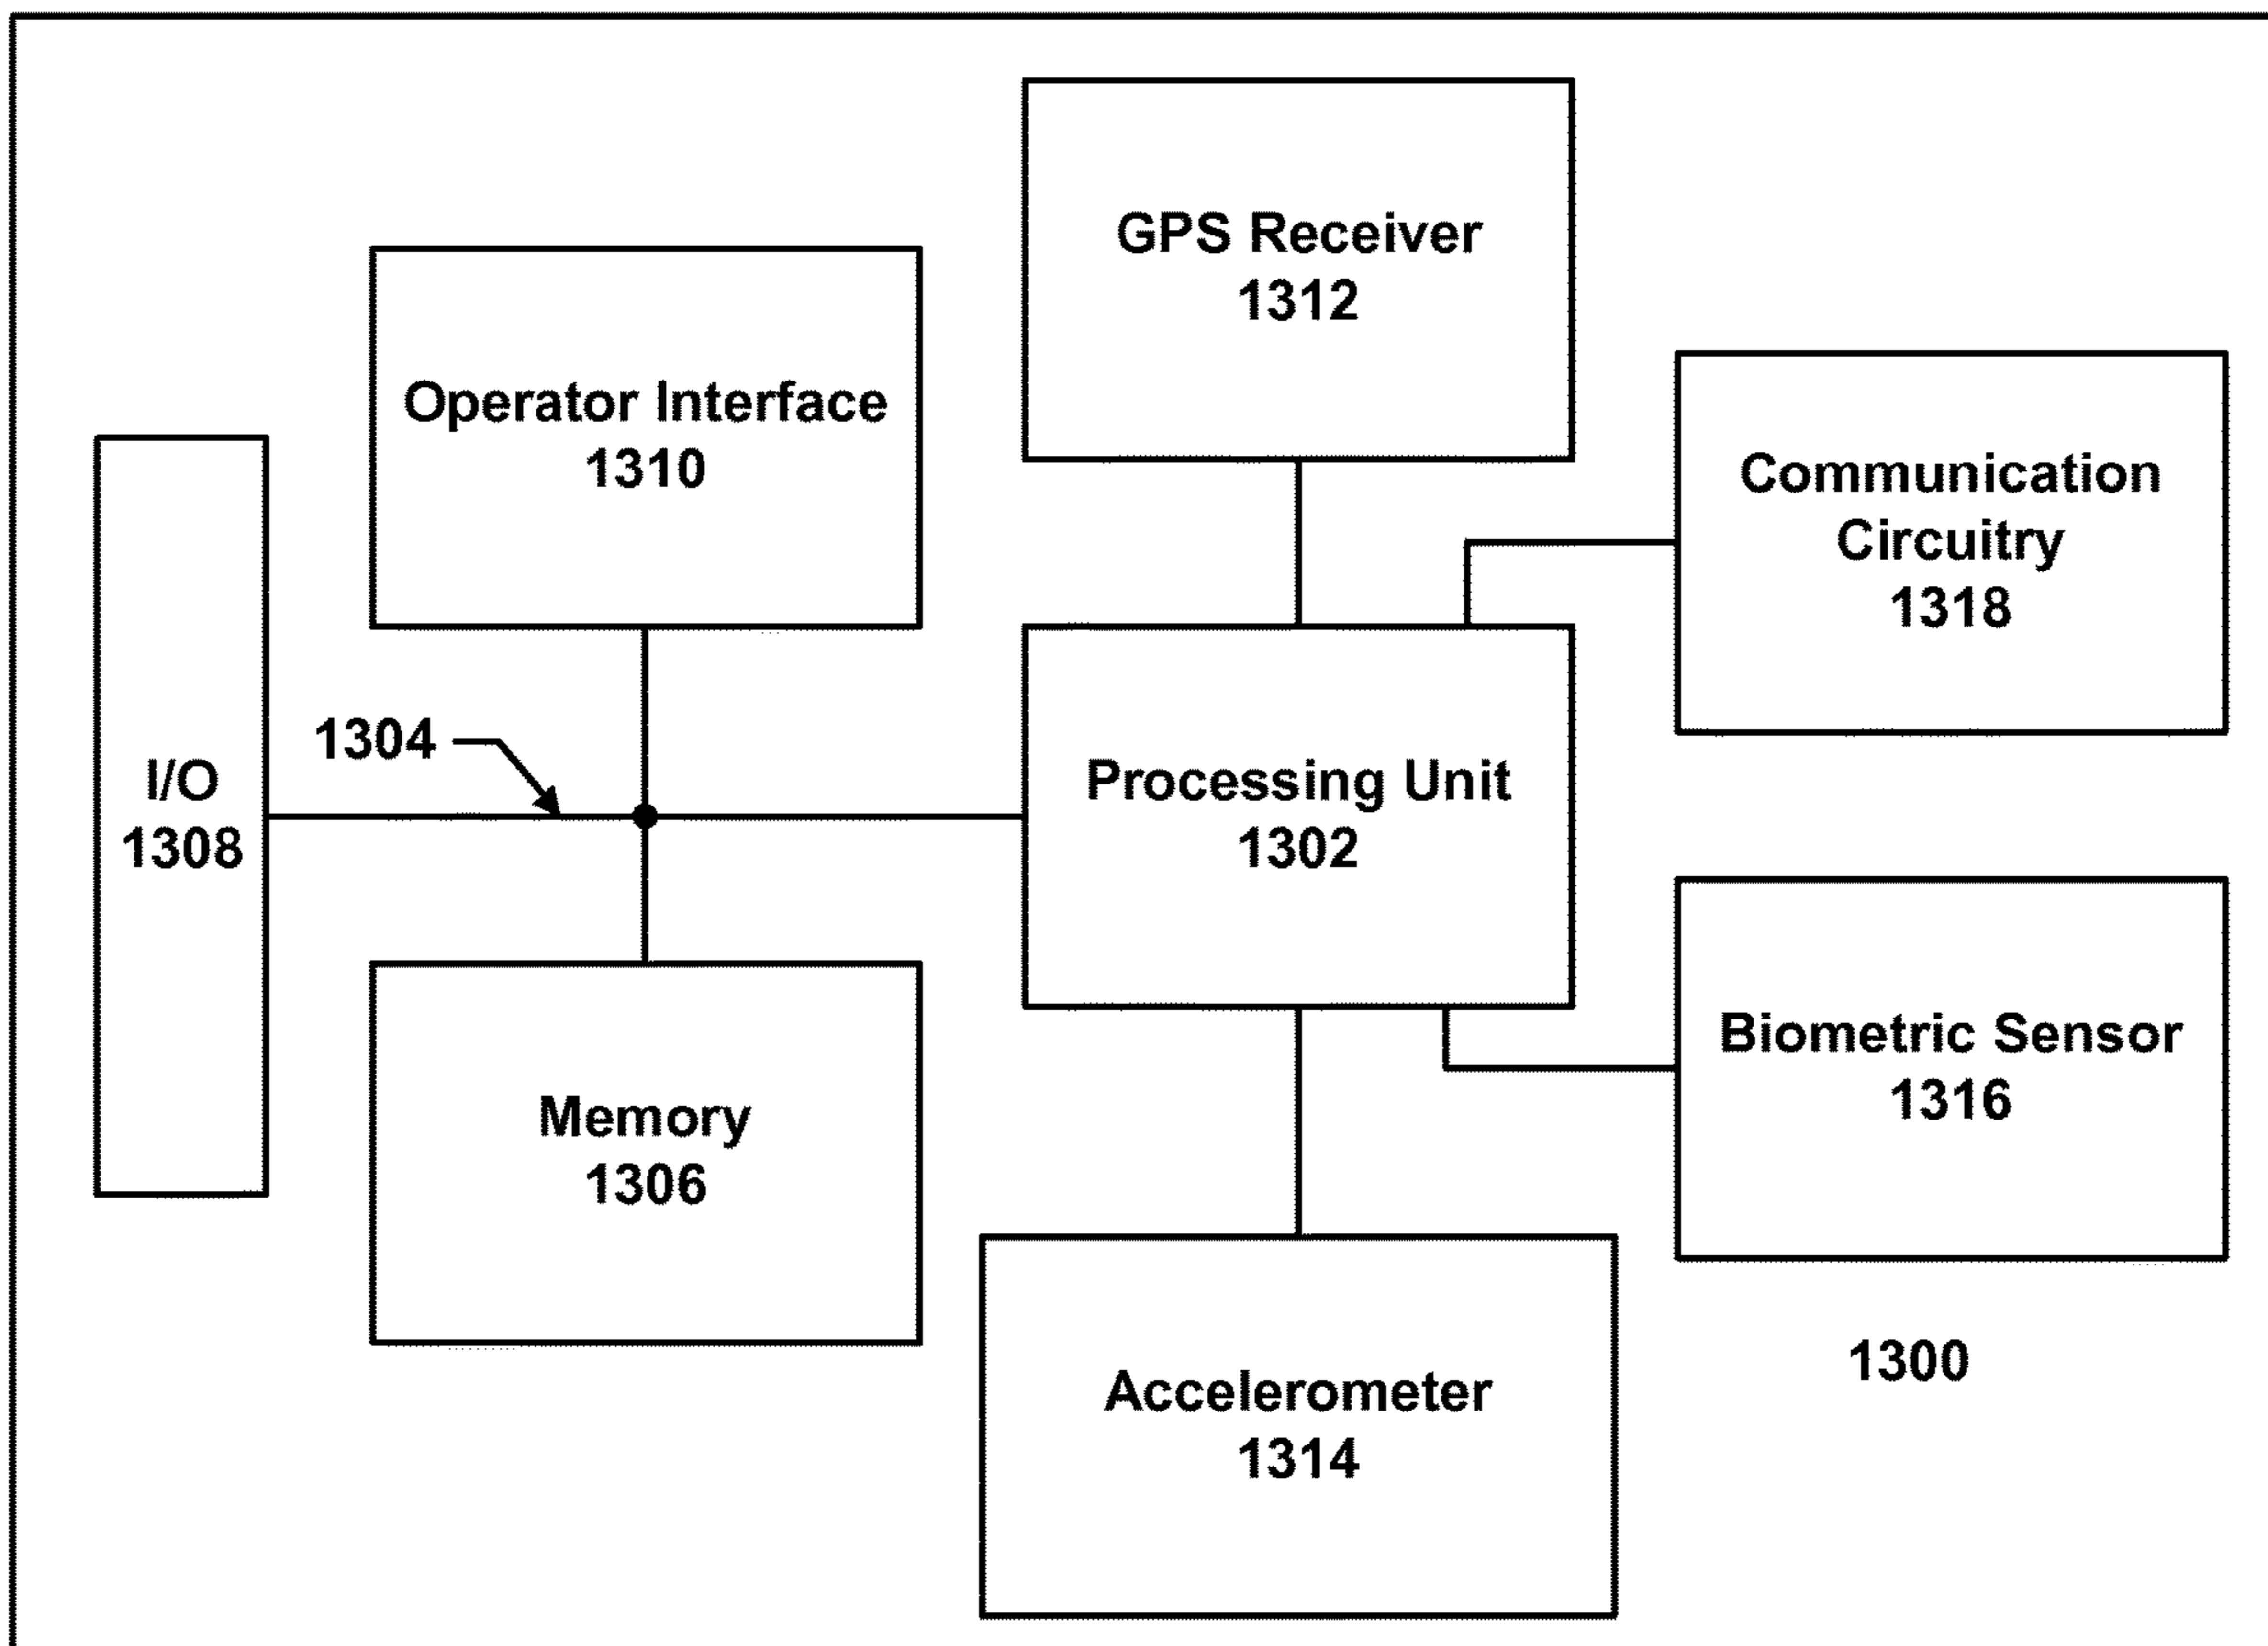 GPS Receiver
1312
Operator Interface
1310
Communication
Circuitry
1318
1304
I/O
1308
Processing Unit
1302
Biometric Sensor
1316
Memory
1306
1300
Accelerometer
1314